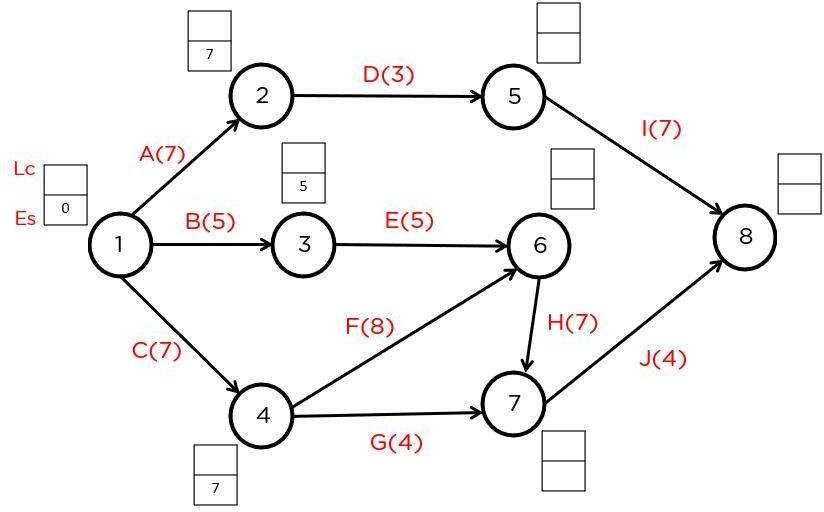 7
D(3)
2
5
I(7)
A(7)
Lc
Es
0
5
B(5)
E(5)
1
3
6
8
F(8)
H(7)
C(7)
J(4)
4
7
G(4)
7